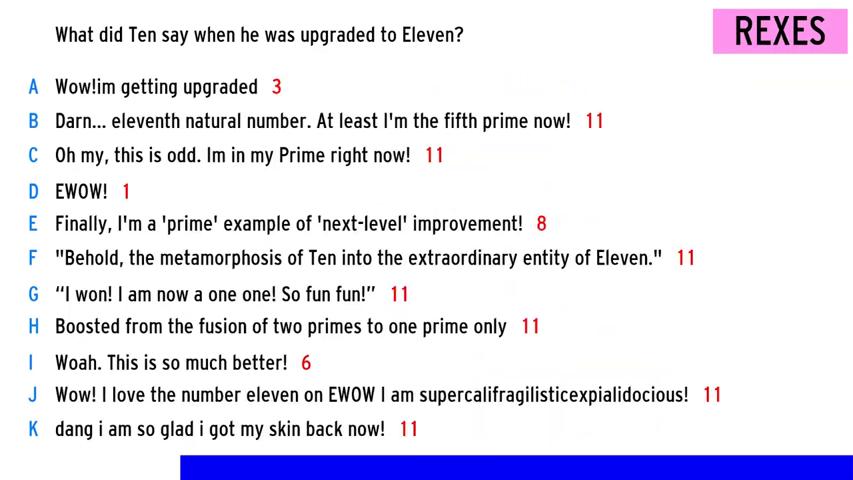 What did Ten say when he was upgraded to Eleven?
REXES
A Wow!im getting upgraded 3
B Darn... eleventh natural number. At least I'm the fifth prime now! 11
C Oh my, this is odd. Im in my Prime right now! 11
D EWOW! 1
E Finally, I'm a 'prime' example of 'next-level' improvement! 8
F "Behold, the metamorphosis of Ten into the extraordinary entity of Eleven." 11
G “I won! I am now a one one! So fun fun!” 11
H Boosted from the fusion of two primes to one prime only 11
I Woah. This is so much better! 6
J Wow! I love the number eleven on EWOW I am supercalifragilisticexpialidocious! 11
K dang i am so glad i got my skin back now! 11